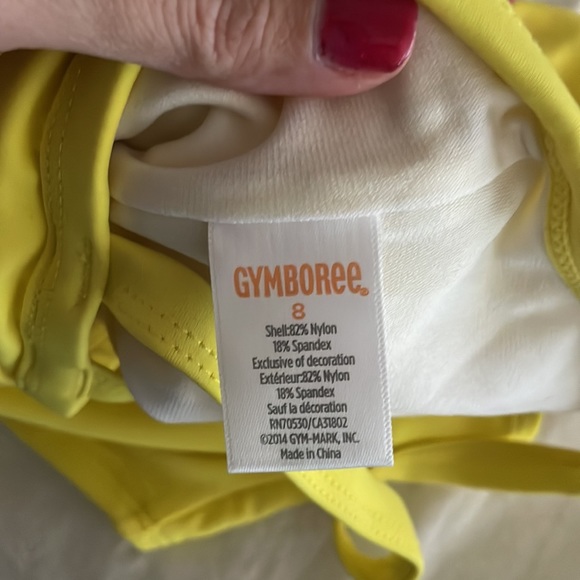 GYMBOREE
8
Shell:82% Nylon
18% Spandex
Exclusive of decoration
Extérieur:82% Nylon
18% Spandex
Sauf la décoration
RN70530/CA31802
©2014 GYM-MARK, INC.
Made in China